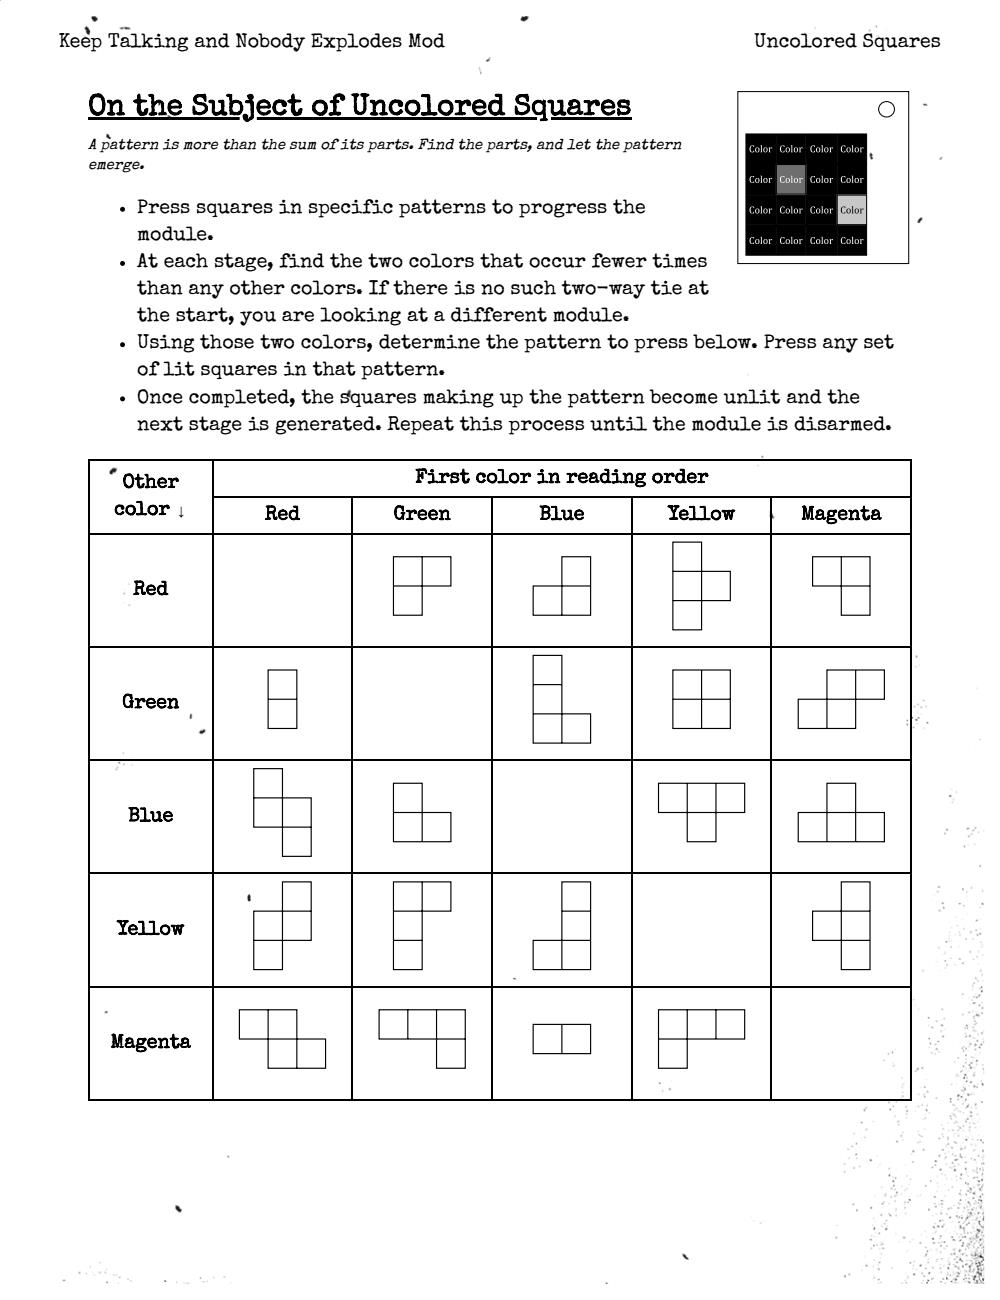 Keep Talking and Nobody Explodes Mod
Uncolored Squares
On the Subject of Uncolored Squares
A pattern is more than the sum of its parts. Find the parts, and let the pattern
emerge.
Color Color Color Color
Color Color Color Color
Color Color Color Color
Color Color Color Color
• Press squares in specific patterns to progress the
module.
• At each stage, find the two colors that occur fewer times
than any other colors. If there is no such two-way tie at
the start, you are looking at a different module.
• Using those two colors, determine the pattern to press below. Press any set
of lit squares in that pattern.
• Once completed, the squares making up the pattern become unlit and the
next stage is generated. Repeat this process until the module is disarmed.
Other
color ↓
First color in reading order
Red Green Blue Yellow Magenta
Red
Green
Blue
Yellow
Magenta